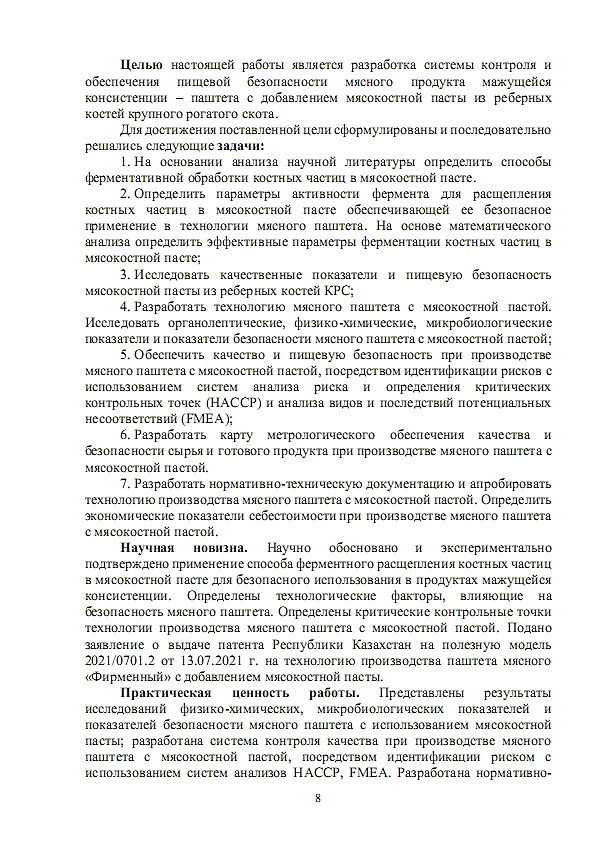 Целью настоящей работы является разработка системы контроля и
обеспечения пищевой безопасности мясного продукта мажущейся
консистенции – паштета с добавлением мясокостной пасты из реберных
костей крупного рогатого скота.
Для достижения поставленной цели сформулированы и последовательно
решались следующие задачи:
1. На основании анализа научной литературы определить способы
ферментативной обработки костных частиц в мясокостной пасте.
2. Определить параметры активности фермента для расщепления
костных частиц в мясокостной пасте обеспечивающей ее безопасное
применение в технологии мясного паштета. На основе математического
анализа определить эффективные параметры ферментации костных частиц в
мясокостной пасте;
3. Исследовать качественные показатели и пищевую безопасность
мясокостной пасты из реберных костей КРС;
4. Разработать технологию мясного паштета с мясокостной пастой.
Исследовать органолептические, физико-химические, микробиологические
показатели и показатели безопасности мясного паштета с мясокостной пастой;
5. Обеспечить качество и пищевую безопасность при производстве
мясного паштета с мясокостной пастой, посредством идентификации рисков с
использованием систем анализа риска и определения критических
контрольных точек (HACCP) и анализа видов и последствий потенциальных
несоответствий (FMEA);
6. Разработать карту метрологического обеспечения качества и
безопасности сырья и готового продукта при производстве мясного паштета с
мясокостной пастой.
7. Разработать нормативно-техническую документацию и апробировать
технологию производства мясного паштета с мясокостной пастой. Определить
экономические показатели себестоимости при производстве мясного паштета
с мясокостной пастой.
Научная новизна. Научно обосновано и экспериментально
подтверждено применение способа ферментного расщепления костных частиц
в мясокостной пасте для безопасного использования в продуктах мажущейся
консистенции. Определены технологические факторы, влияющие на
безопасность мясного паштета. Определены критические контрольные точки
технологии производства мясного паштета с мясокостной пастой. Подано
заявление о выдаче патента Республики Казахстан на полезную модель
2021/0701.2 от 13.07.2021 г. на технологию производства паштета мясного
«Фирменный» с добавлением мясокостной пасты.
Практическая ценность работы. Представлены результаты
исследований физико-химических, микробиологических показателей и
показателей безопасности мясного паштета с использованием мясокостной
пасты; разработана система контроля качества при производстве мясного
паштета с мясокостной пастой, посредством идентификации риском с
использованием систем анализов HACCP, FMEA. Разработана нормативно-
8